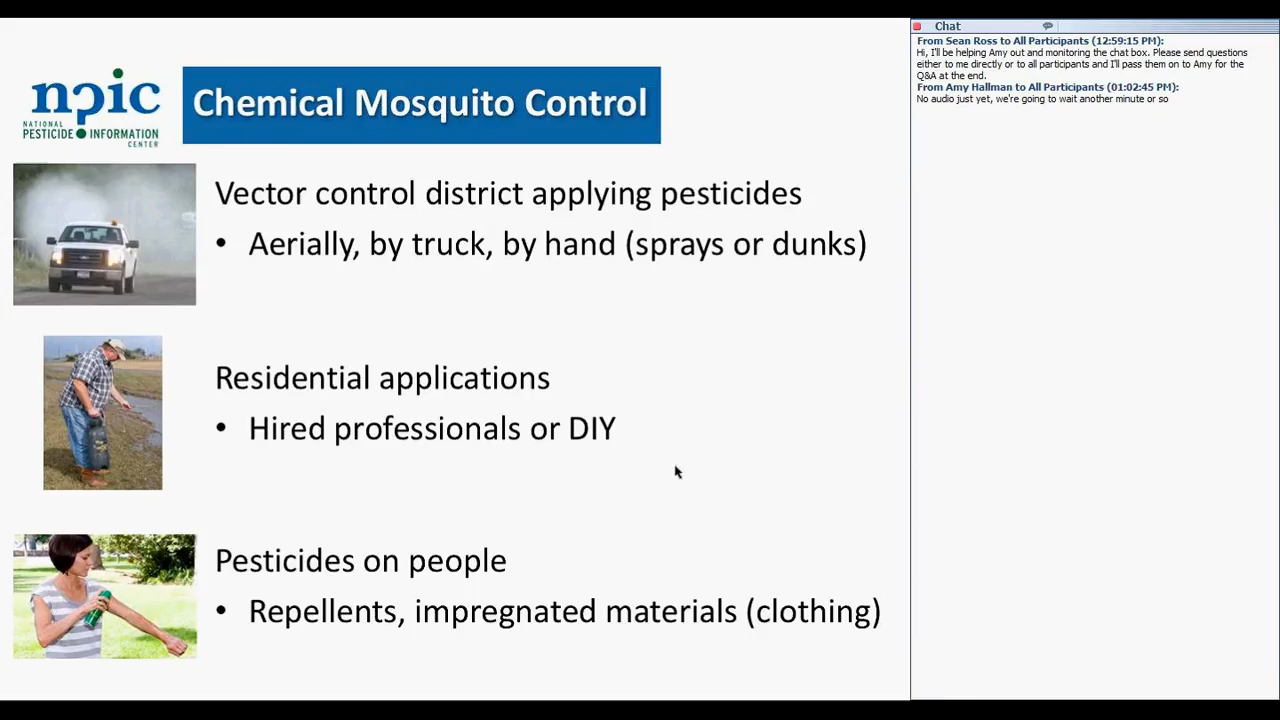 npic
NATIONAL
PESTICIDE INFORMATION
CENTER
Chemical Mosquito Control
Vector control district applying pesticides
• Aerially, by truck, by hand (sprays or dunks)
Residential applications
• Hired professionals or DIY
Pesticides on people
• Repellents, impregnated materials (clothing)
Chat
From Sean Ross to All Participants (12:59:15 PM):
Hi, I'll be helping Amy out and monitoring the chat box. Please send questions
either to me directly or to all participants and I'll pass them on to Amy for the
Q&A at the end.
From Amy Hallman to All Participants (01:02:45 PM):
No audio just yet, we're going to wait another minute or so